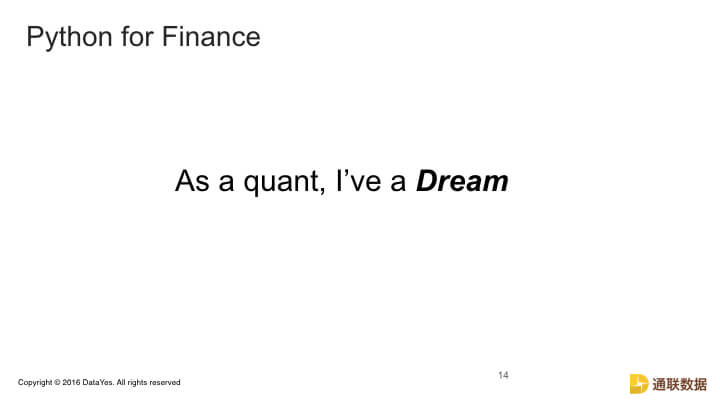 Python for Finance
As a quant, I’ve a Dream
14
Copyright © 2016 DataYes. All rights reserved
通联数据